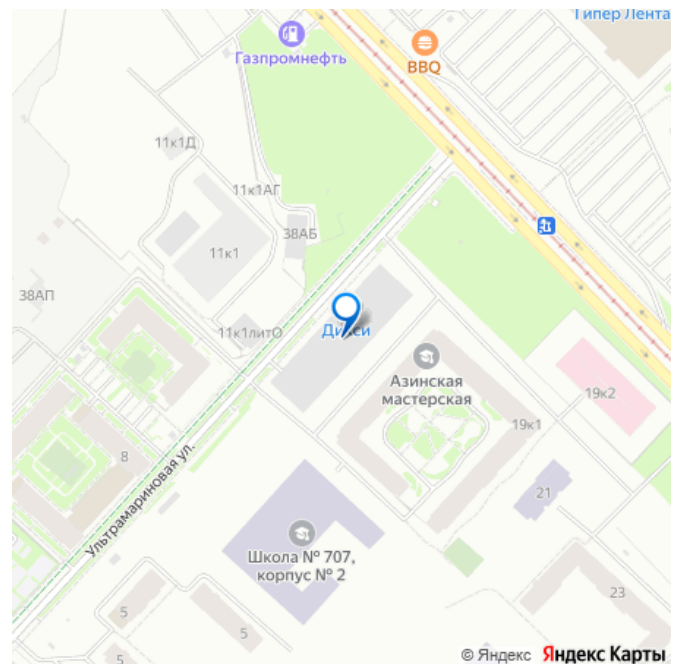 Гипер Лента
Газпромнефть
BBQ
11к1Д
11к1АГ
38АБ
11к1
38АП
11к1литО
Дикси
Азинская
мастерская
19к2
19к1
8
Ультрамариновая ул.
21
Школа № 707,
корпус № 2
23
5
5
© Яндекс Яндекс Карты